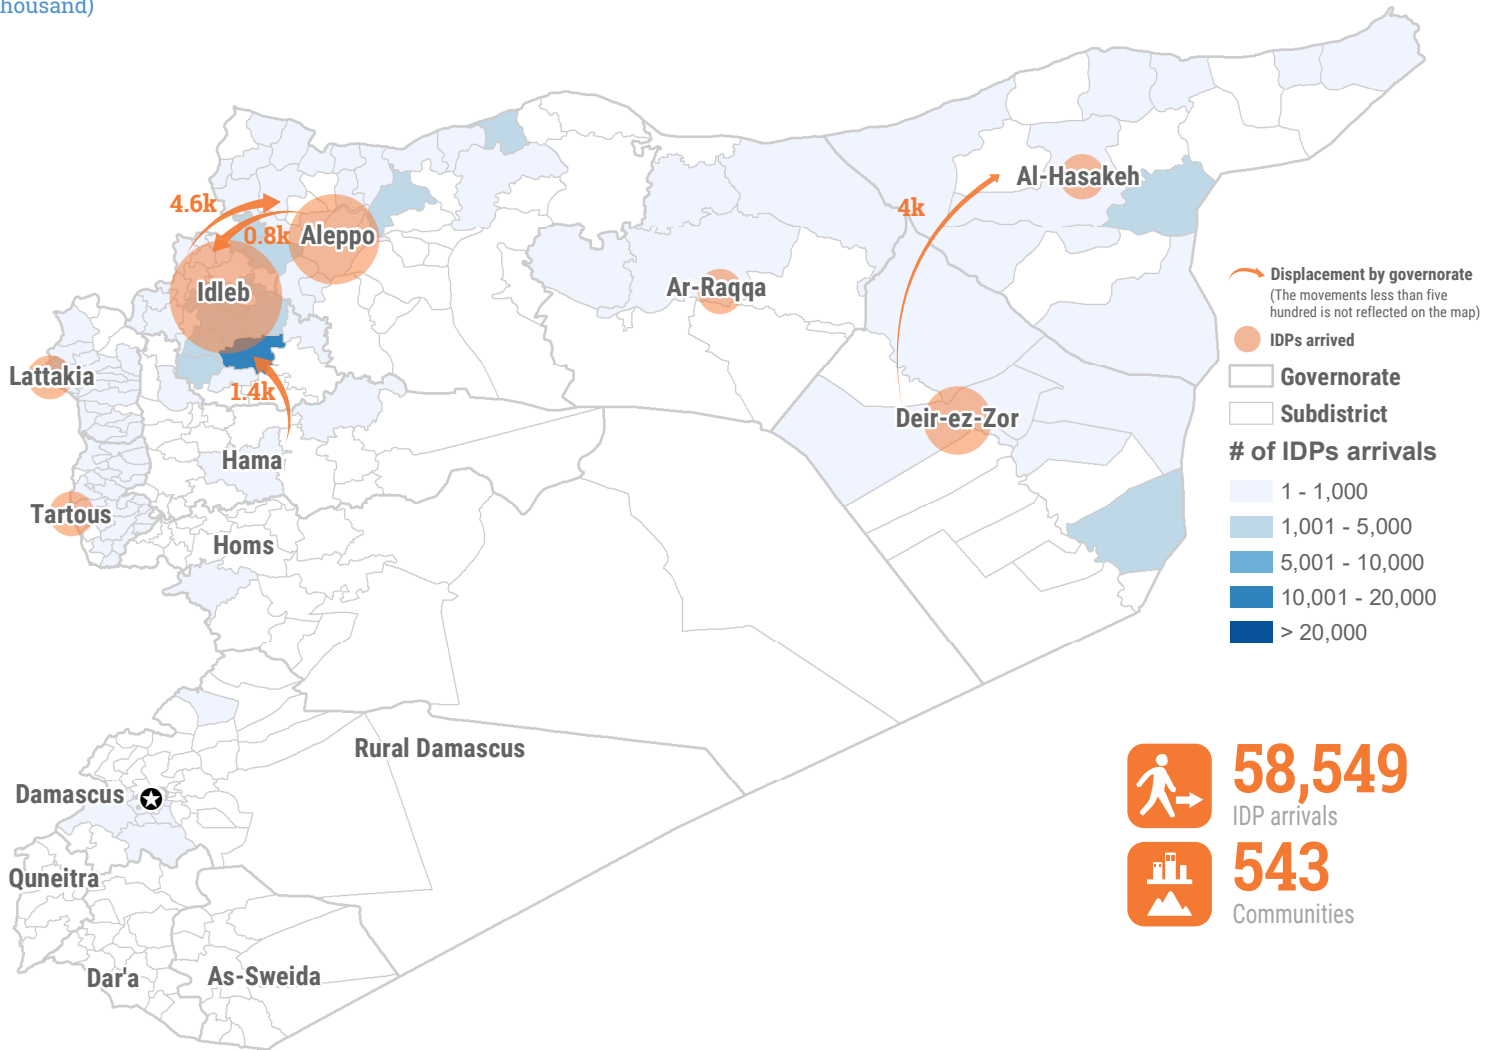 housand)
4.6k
0.8k
Aleppo
Idleb
Lattakia
1.4k
Hama
Tartous
Homs
Al-Hasakeh
4k
Ar-Raqqa
Deir-ez-Zor
Rural Damascus
Damascus
Quneitra
Dar'a
As-Sweida
Displacement by governorate
(The movements less than five
hundred is not reflected on the map)
IDPs arrived
Governorate
Subdistrict
# of IDPs arrivals
1 - 1,000
1,001 - 5,000
5,001 - 10,000
10,001 - 20,000
> 20,000
58,549
IDP arrivals
543
Communities